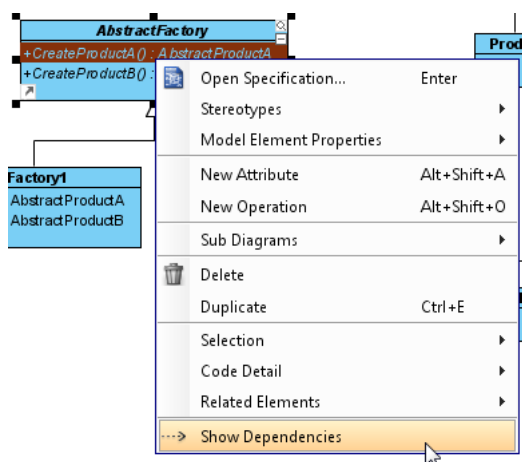 AbstractFactory
+CreateProductA() : AbstractProductA
+CreateProductB() :
Prod
Factory1
AbstractProductA
AbstractProductB
Open Specification... Enter
Stereotypes
Model Element Properties
New Attribute Alt+Shift+A
New Operation Alt+Shift+O
Sub Diagrams
Delete
Duplicate Ctrl+E
Selection
Code Detail
Related Elements
Show Dependencies